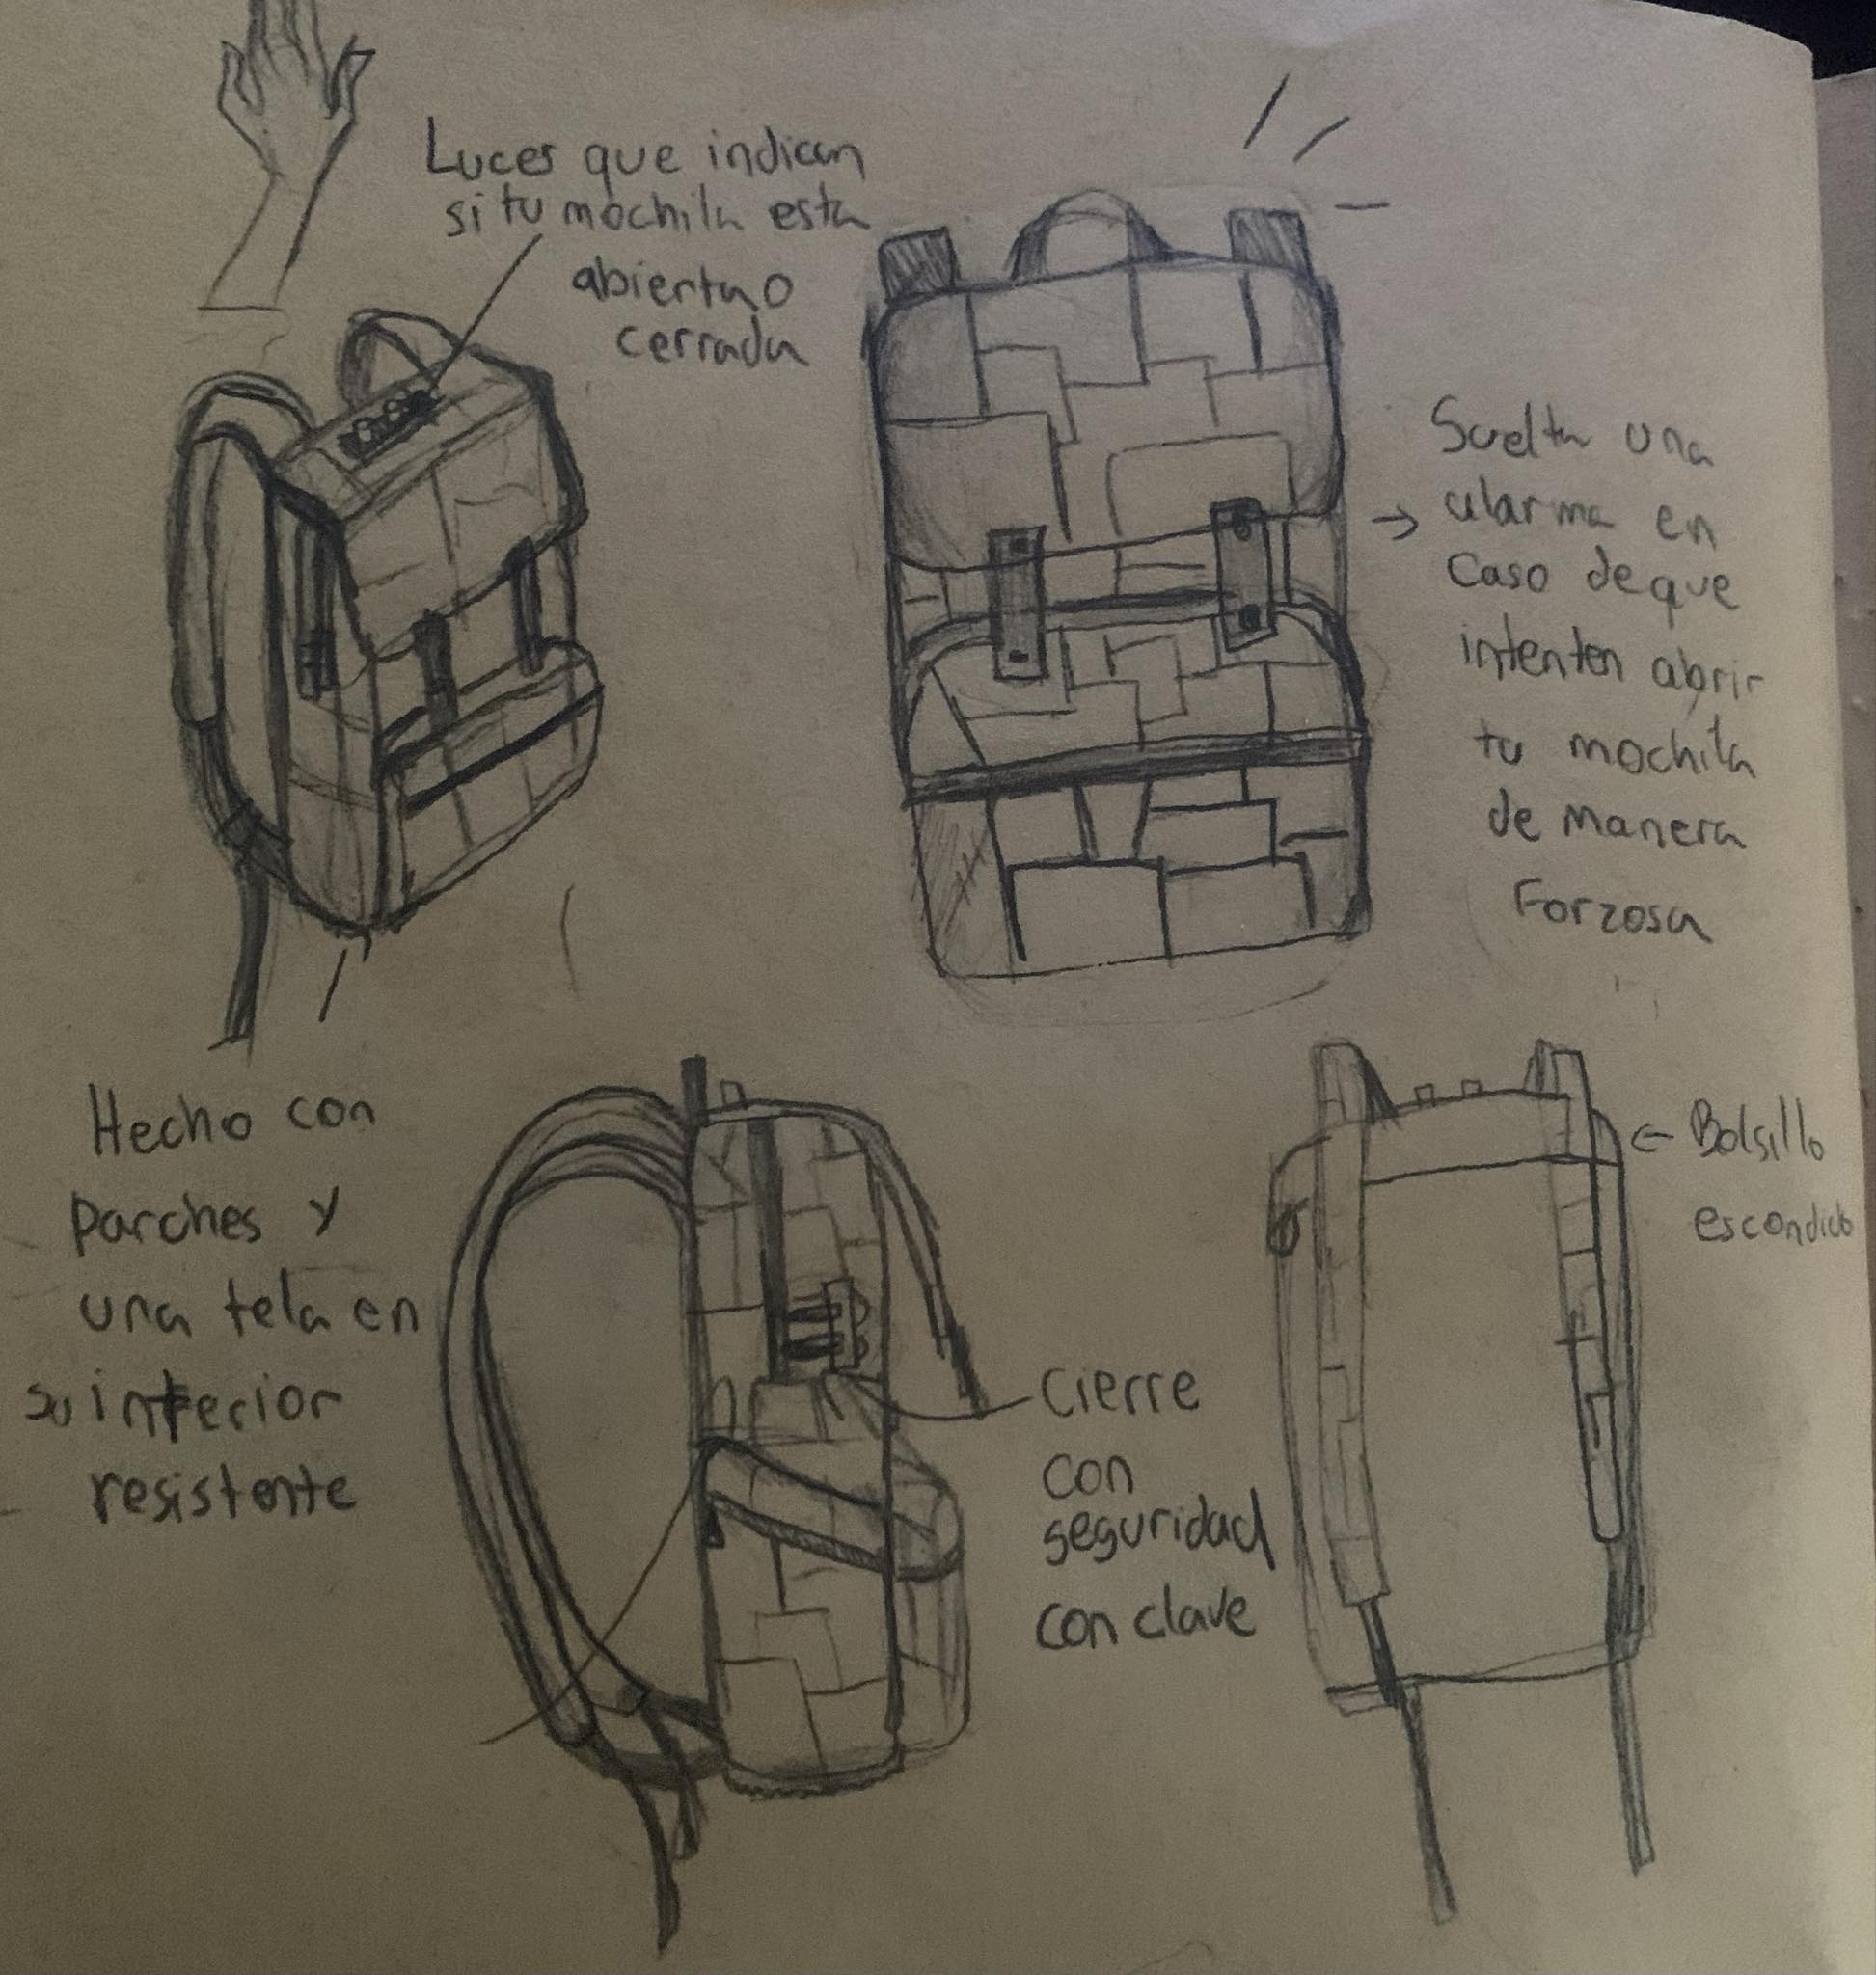 Luces que indican
si tu mochila esta
abierta o
cerrada
Suelta una
alarma en
Caso de que
intenten abrir
tu mochila
de manera
Forzosa
Hecho con
parches y
una tela en
su interior
resistente
Cierre
con
seguridad
con clave
← Bolsillo
escondido